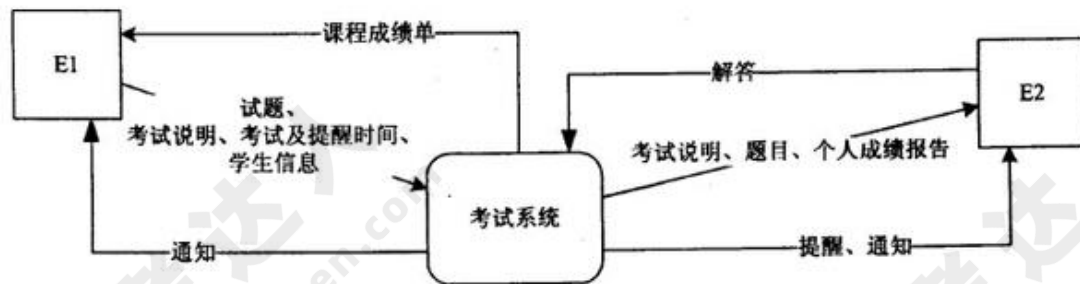 课程成绩单
E1
解答
E2
试题、
考试说明、考试及提醒时间、
学生信息
考试说明、题目、个人成绩报告
考试系统
通知
提醒、通知